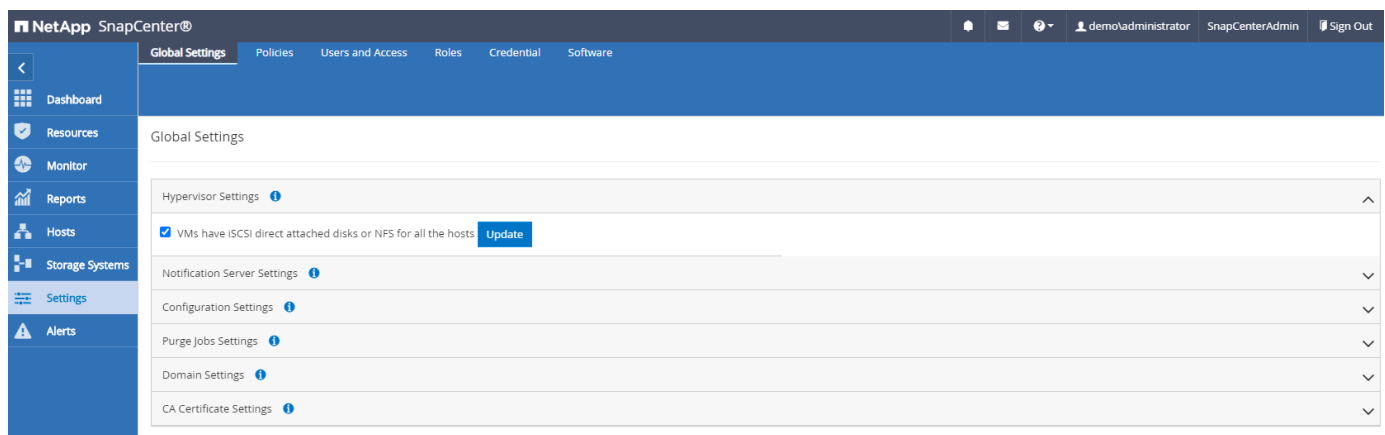 NetApp SnapCenter®
demo\administrator SnapCenterAdmin Sign Out
Global Settings Policies Users and Access Roles Credential Software
Dashboard
Resources
Monitor
Reports
Hosts
Storage Systems
Settings
Alerts
Global Settings
Hypervisor Settings
VMs have iSCSI direct attached disks or NFS for all the hosts Update
Notification Server Settings
Configuration Settings
Purge Jobs Settings
Domain Settings
CA Certificate Settings